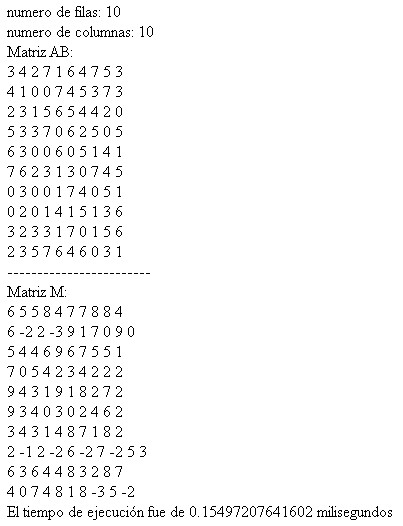 numero de filas: 10
numero de columnas: 10
Matriz AB:
3 4 2 7 1 6 4 7 5 3
4 1 0 0 7 4 5 3 7 3
2 3 1 5 6 5 4 4 2 0
5 3 3 7 0 6 2 5 0 5
6 3 0 0 6 0 5 1 4 1
7 6 2 3 1 3 0 7 4 5
0 3 0 0 1 7 4 0 5 1
0 2 0 1 4 1 5 1 3 6
3 2 3 3 1 7 0 1 5 6
2 3 5 7 6 4 6 0 3 1
-------------------------
Matriz M:
6 5 5 8 4 7 7 8 8 4
6 -2 2 -3 9 1 7 0 9 0
5 4 4 6 9 6 7 5 5 1
7 0 5 4 2 3 4 2 2 2
9 4 3 1 9 1 8 2 7 2
9 3 4 0 3 0 2 4 6 2
3 4 3 1 4 8 7 1 8 2
2 -1 2 -2 6 -2 7 -2 5 3
6 3 6 4 4 8 3 2 8 7
4 0 7 4 8 1 8 -3 5 -2
El tiempo de ejecución fue de 0.15497207641602 milisegundos